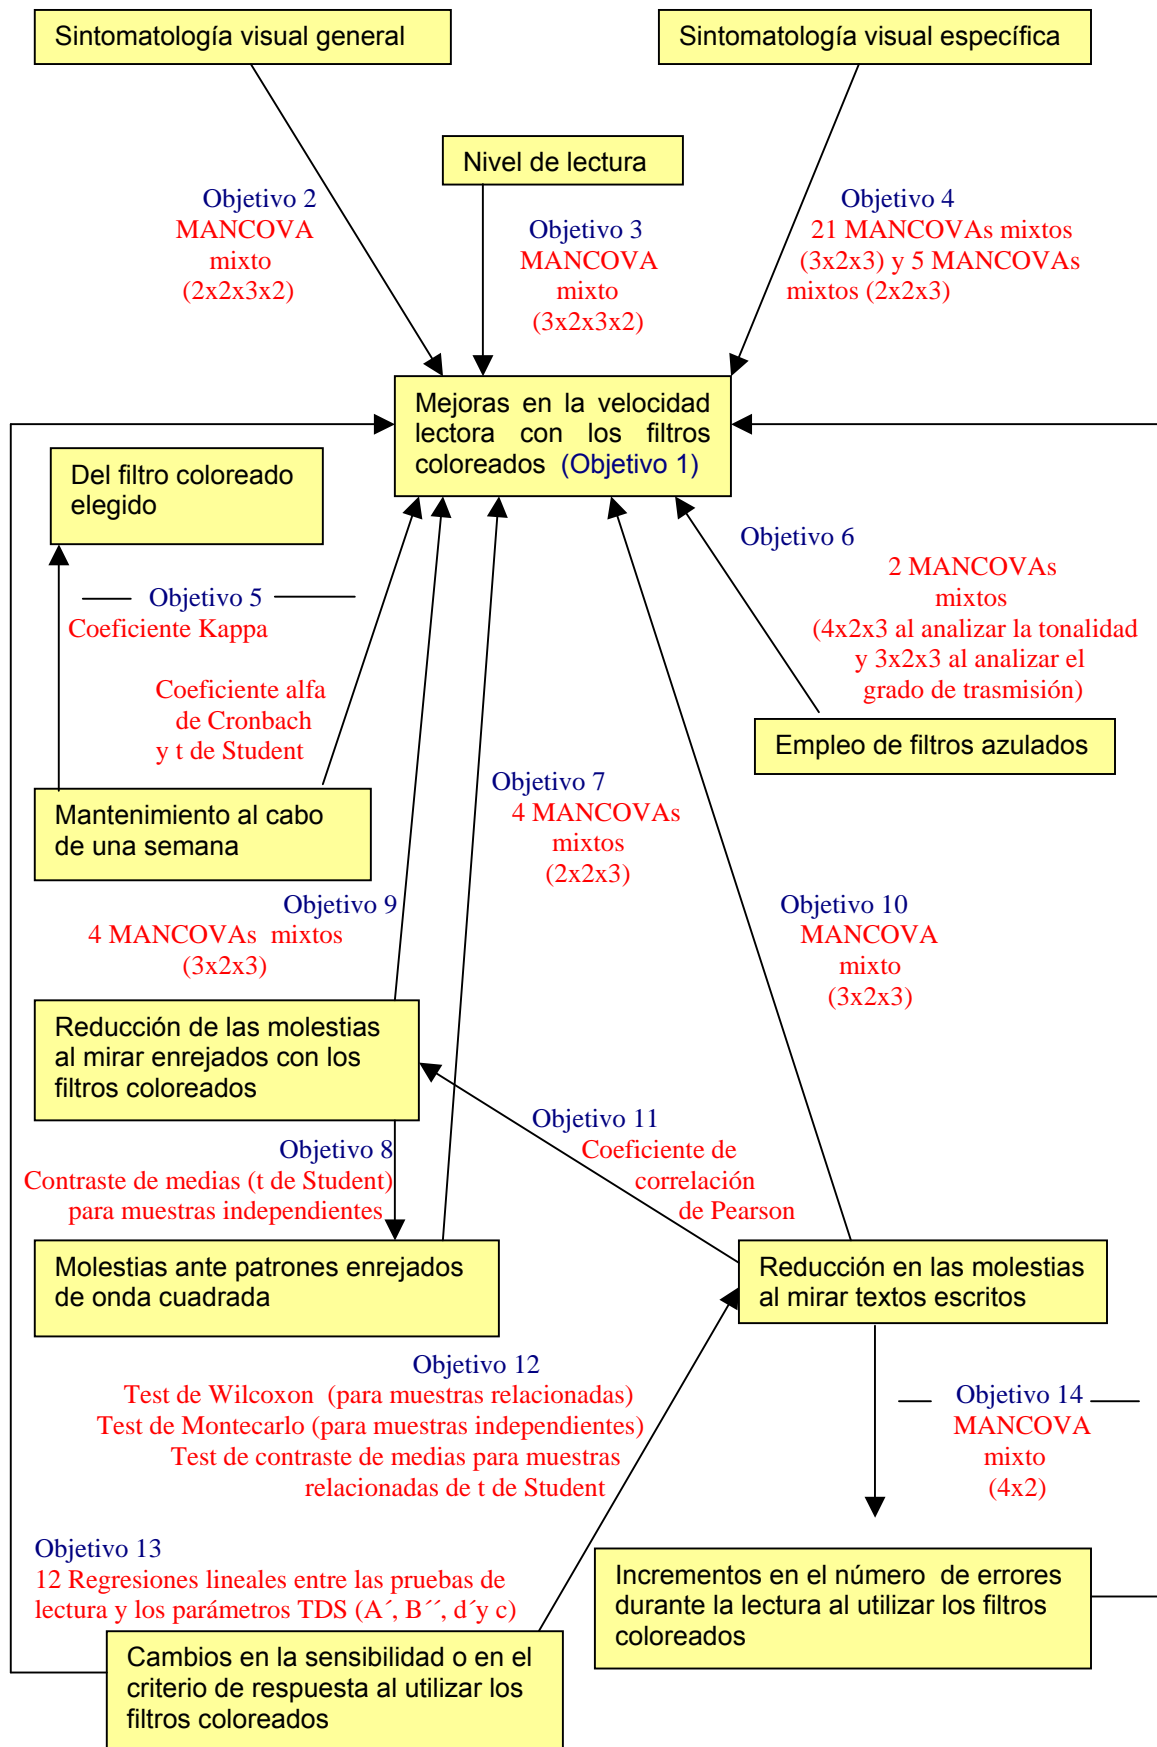 Sintomatología visual general
Sintomatología visual específica
Nivel de lectura
Objetivo 2
MANCOVA
mixto
(2x2x3x2)
Objetivo 3
MANCOVA
mixto
(3x2x3x2)
Objetivo 4
21 MANCOVAs mixtos
(3x2x3) y 5 MANCOVAs
mixtos (2x2x3)
Mejoras en la velocidad
lectora con los filtros
coloreados (Objetivo 1)
Del filtro coloreado
elegido
Objetivo 5
Coeficiente Kappa
Coeficiente alfa
de Cronbach
y t de Student
Objetivo 6
2 MANCOVAs
mixtos
(4x2x3 al analizar la tonalidad
y 3x2x3 al analizar el
grado de trasmisión)
Empleo de filtros azulados
Mantenimiento al cabo
de una semana
Objetivo 7
4 MANCOVAs
mixtos
(2x2x3)
Objetivo 9
4 MANCOVAs mixtos
(3x2x3)
Objetivo 10
MANCOVA
mixto
(3x2x3)
Reducción de las molestias
al mirar enrejados con los
filtros coloreados
Objetivo 11
Coeficiente de
correlación
de Pearson
Objetivo 8
Contraste de medias (t de Student)
para muestras independientes
Molestias ante patrones enrejados
de onda cuadrada
Reducción en las molestias
al mirar textos escritos
Objetivo 12
Test de Wilcoxon (para muestras relacionadas)
Test de Montecarlo (para muestras independientes)
Test de contraste de medias para muestras
relacionadas de t de Student
Objetivo 14
MANCOVA
mixto
(4x2)
Objetivo 13
12 Regresiones lineales entre las pruebas de
lectura y los parámetros TDS (A´, B´´, d´y c)
Incrementos en el número de errores
durante la lectura al utilizar los filtros
coloreados
Cambios en la sensibilidad o en el
criterio de respuesta al utilizar los
filtros coloreados